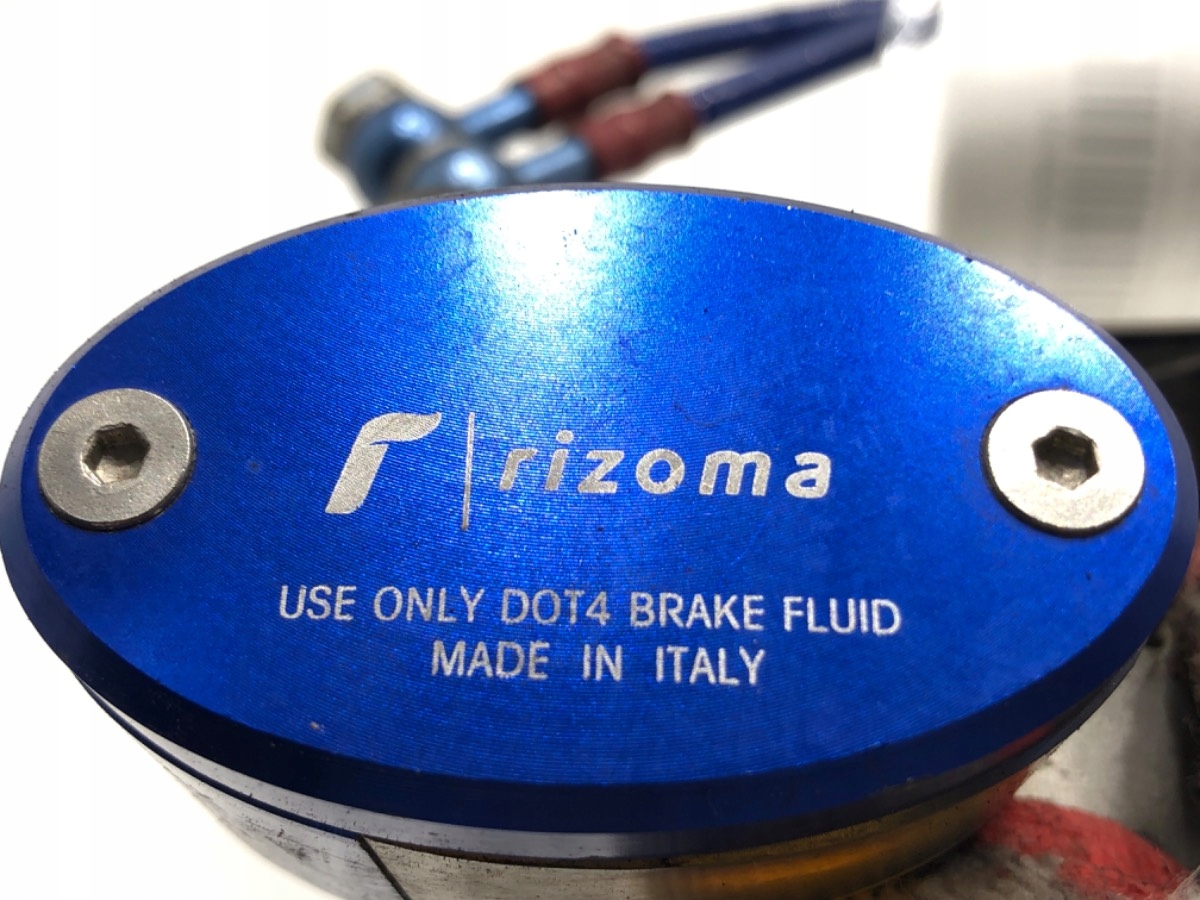 rizoma
USE ONLY DOT4 BRAKE FLUID
MADE IN ITALY